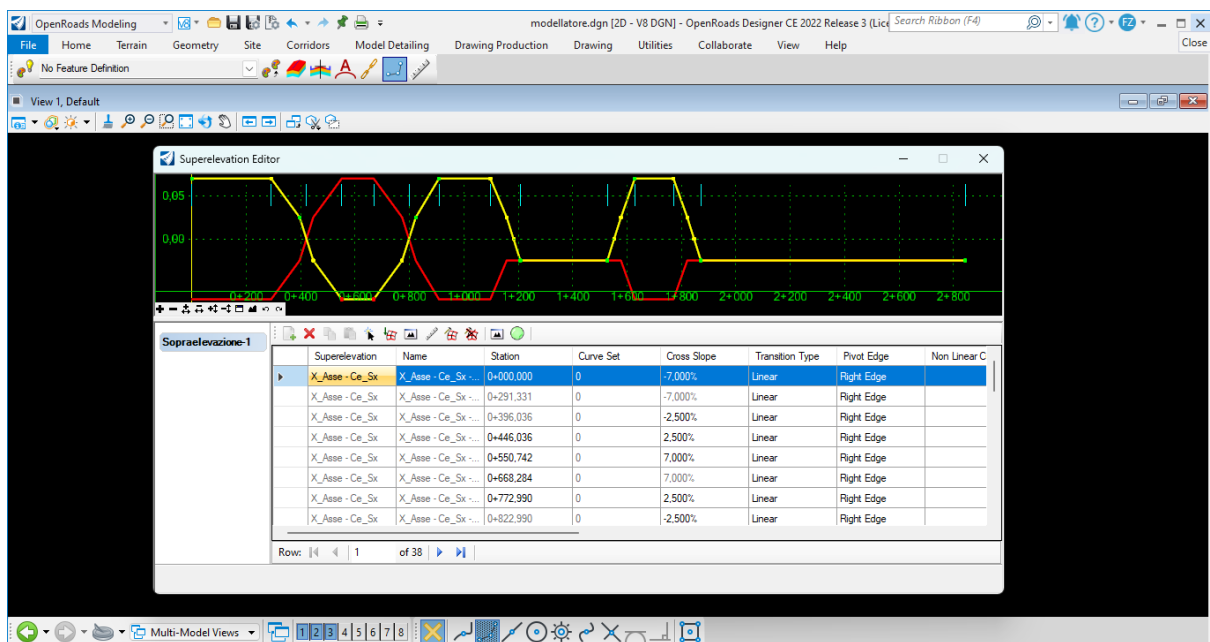 OpenRoads Modeling
modellatore.dgn [2D - V8 DGN] - OpenRoads Designer CE 2022 Release 3 (Lice
Search Ribbon (F4)
FZ
File Home Terrain Geometry Site Corridors Model Detailing Drawing Production Drawing Utilities Collaborate View Help
Close
No Feature Definition
View 1, Default
Superelevation Editor
0,05
0,00
0+200 0+400 0+600 0+800 1+000 1+200 1+400 1+600 1+800 2+000 2+200 2+400 2+600 2+800
Sopraelevazione-1
Superelevation Name Station Curve Set Cross Slope Transition Type Pivot Edge Non Linear C
X_Asse - Ce_Sx X_Asse - Ce_Sx -... 0+000,000 0 -7,000% Linear Right Edge
X_Asse - Ce_Sx X_Asse - Ce_Sx -... 0+291,331 0 -7,000% Linear Right Edge
X_Asse - Ce_Sx X_Asse - Ce_Sx -... 0+396,036 0 -2,500% Linear Right Edge
X_Asse - Ce_Sx X_Asse - Ce_Sx -... 0+446,036 0 2,500% Linear Right Edge
X_Asse - Ce_Sx X_Asse - Ce_Sx -... 0+550,742 0 7,000% Linear Right Edge
X_Asse - Ce_Sx X_Asse - Ce_Sx -... 0+668,284 0 7,000% Linear Right Edge
X_Asse - Ce_Sx X_Asse - Ce_Sx -... 0+772,990 0 2,500% Linear Right Edge
X_Asse - Ce_Sx X_Asse - Ce_Sx -... 0+822,990 0 -2,500% Linear Right Edge
Row: 1 of 38
Multi-Model Views 1 2 3 4 5 6 7 8